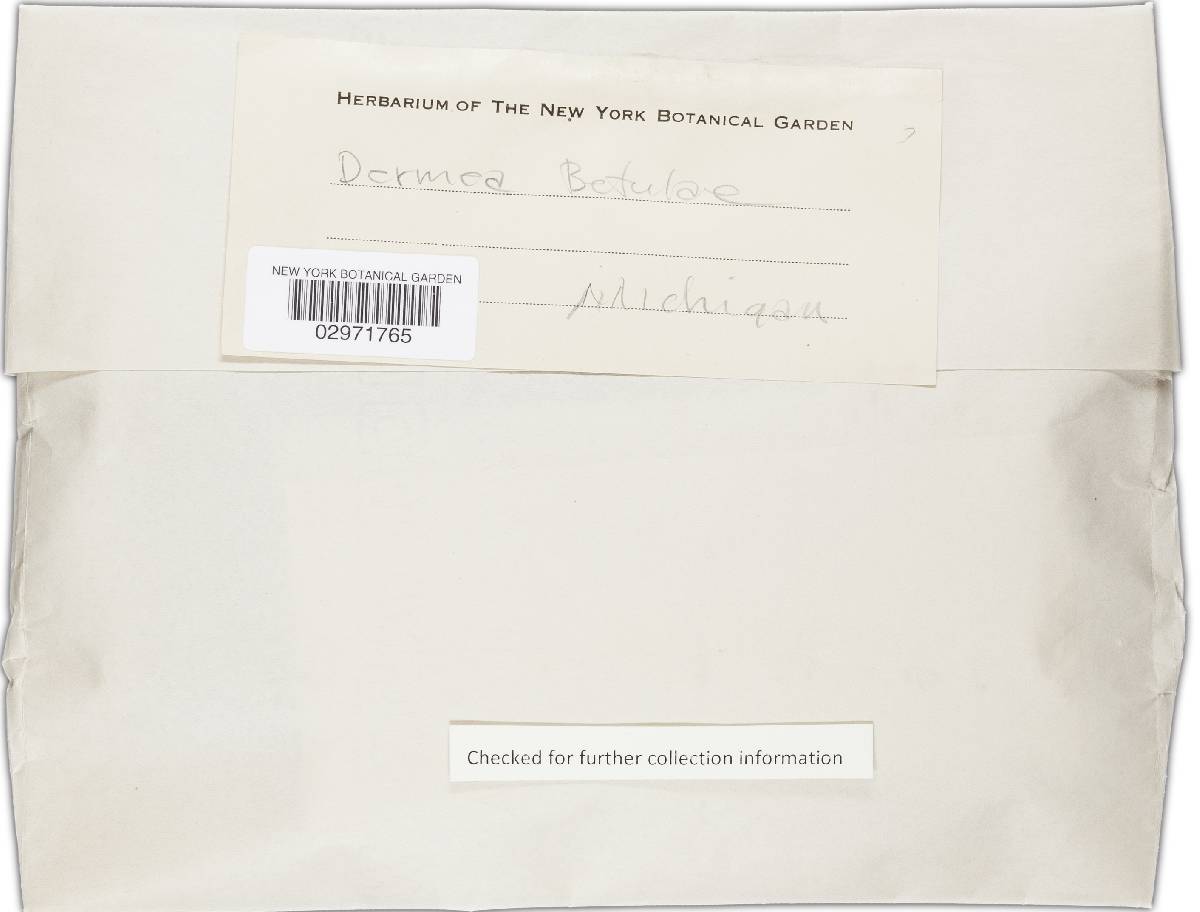 HERBARIUM OF THE NEW YORK BOTANICAL GARDEN
Dermea Betulae
Michigan
NEW YORK BOTANICAL GARDEN
02971765
Checked for further collection information